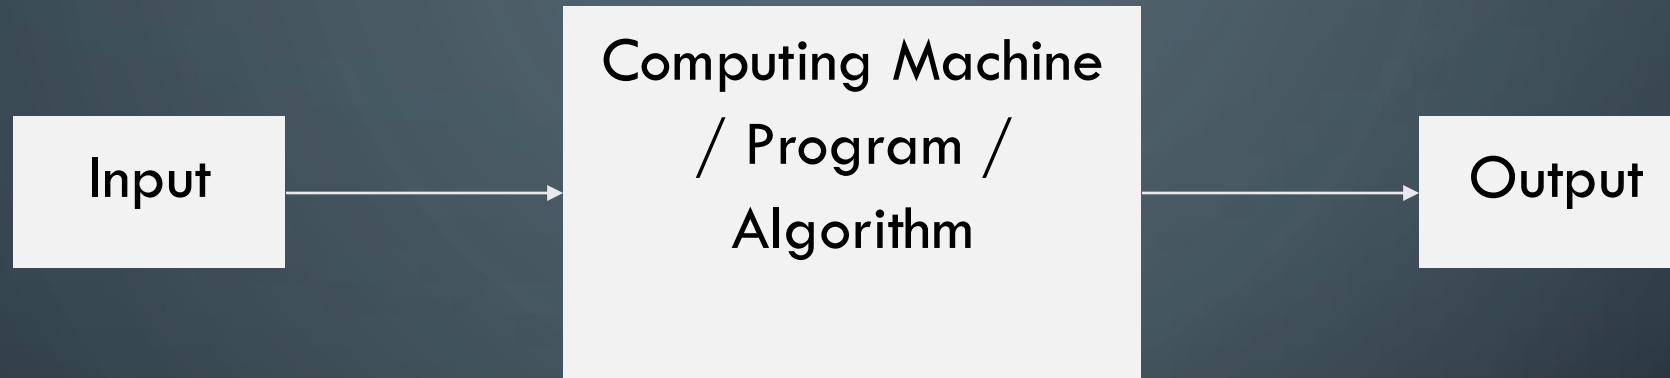 Input
Computing Machine
/ Program /
Algorithm
Output